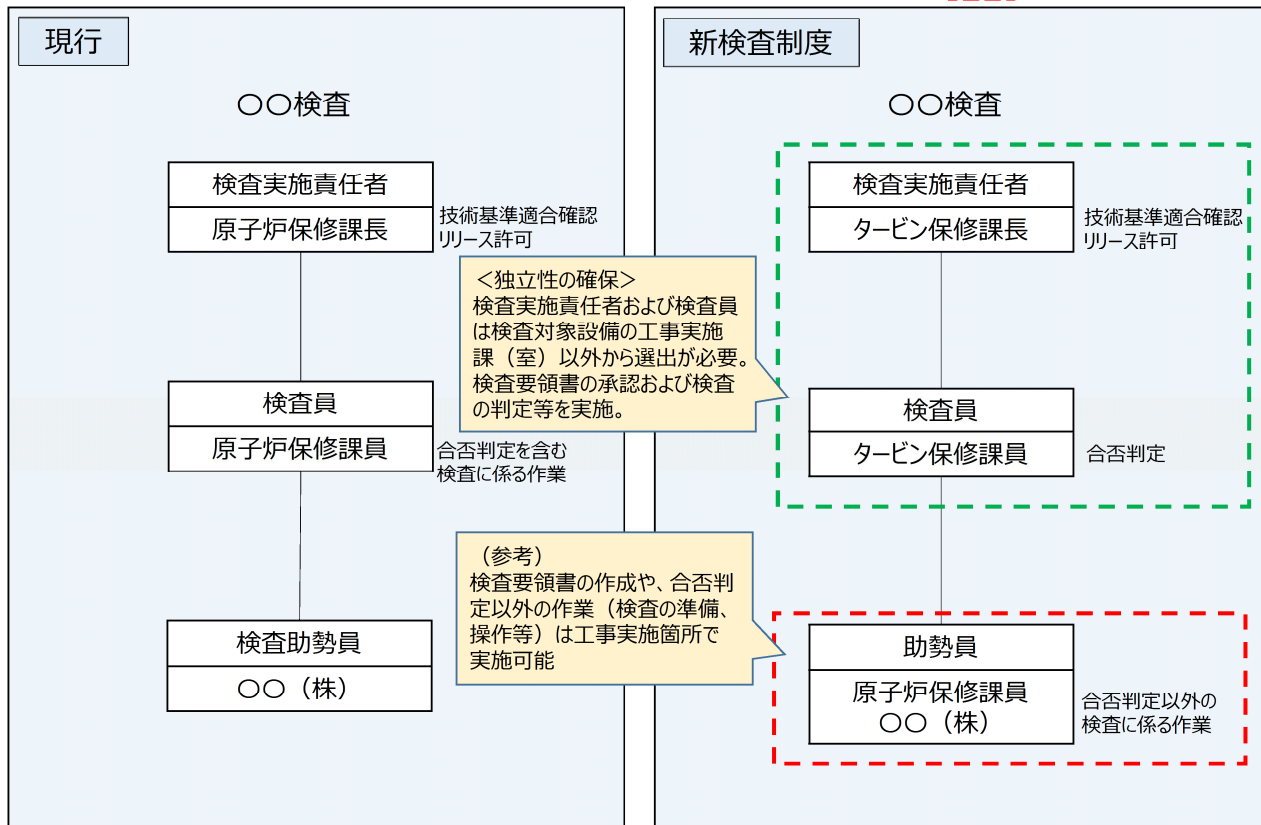 現行
〇〇検査
検査実施責任者
原子炉保修課長
技術基準適合確認
リリース許可
検査員
原子炉保修課員
合否判定を含む
検査に係る作業
検査助勢員
〇〇（株）
新検査制度
〇〇検査
検査実施責任者
タービン保修課長
技術基準適合確認
リリース許可
＜独立性の確保＞
検査実施責任者および検査員
は検査対象設備の工事実施
課（室）以外から選出が必要。
検査要領書の承認および検査
の判定等を実施。
検査員
タービン保修課員
合否判定
（参考）
検査要領書の作成や、合否判
定以外の作業（検査の準備、
操作等）は工事実施箇所で
実施可能
助勢員
原子炉保修課員
〇〇（株）
合否判定以外の
検査に係る作業